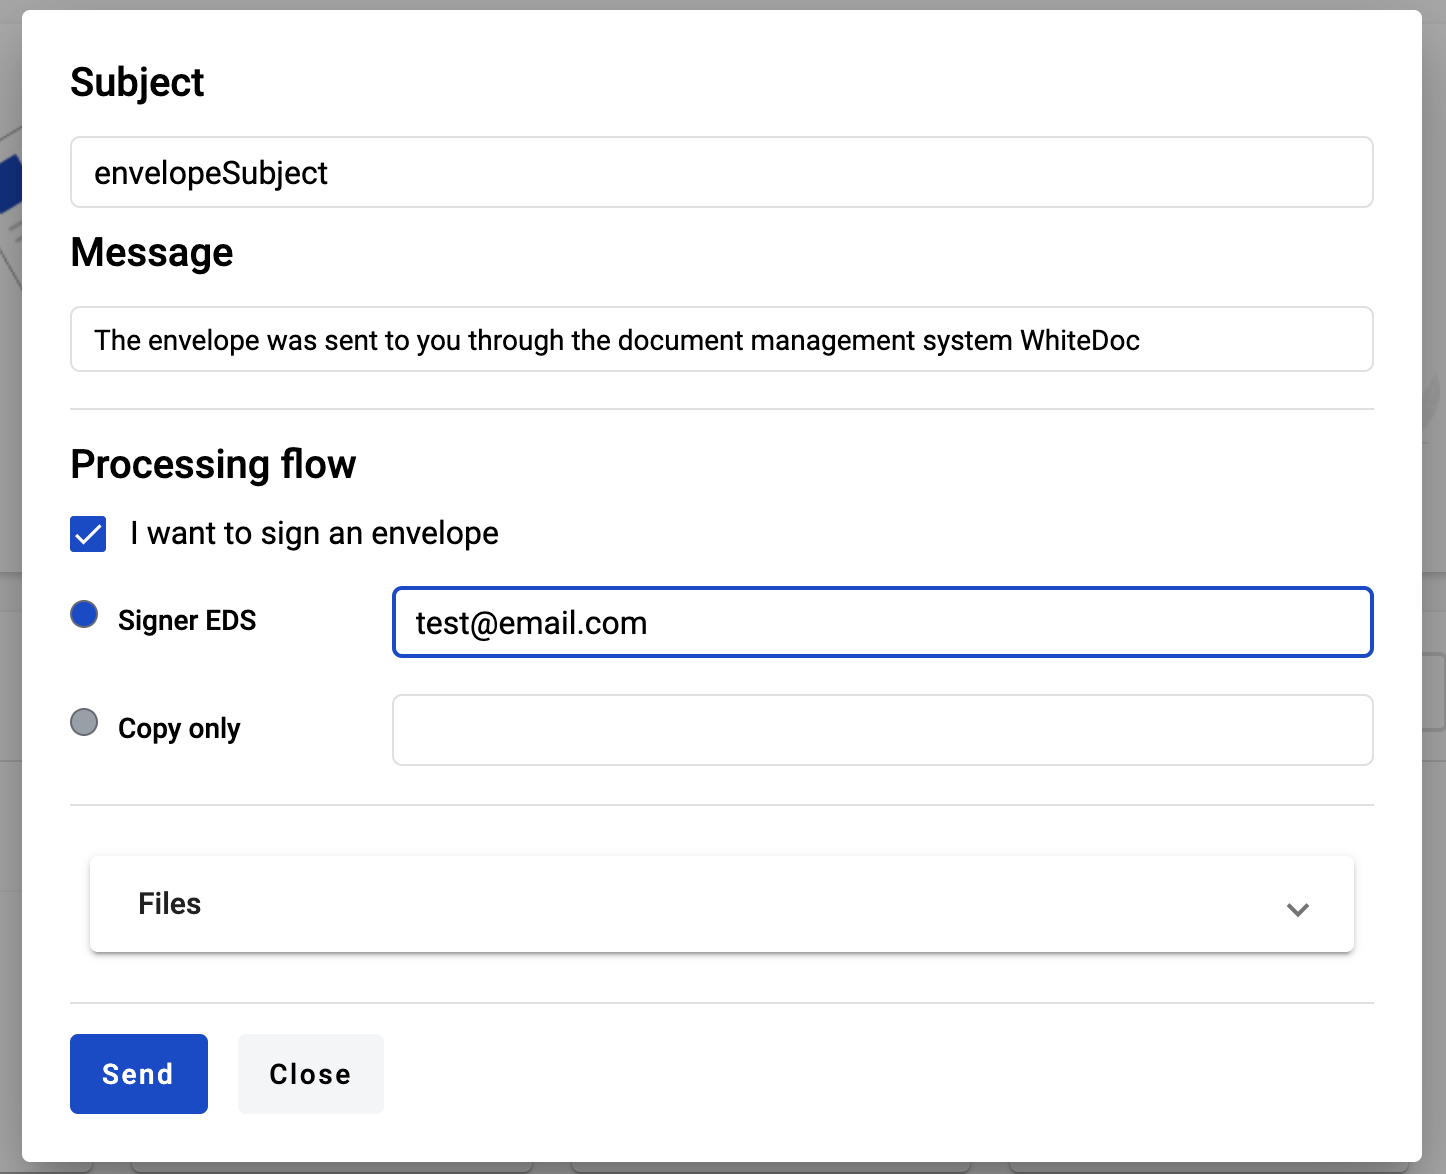 Subject
envelopeSubject
Message
The envelope was sent to you through the document management system WhiteDoc
Processing flow
I want to sign an envelope
Signer EDS
test@email.com
Copy only
Files
Send
Close